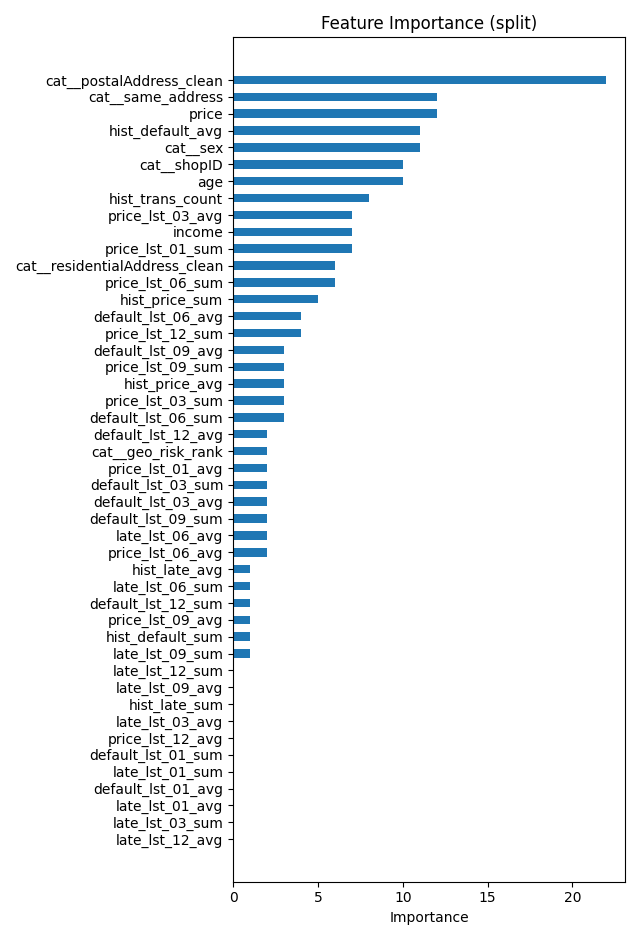 Feature Importance (split)
cat__postalAddress_clean
cat__same_address
price
hist_default_avg
cat__sex
cat__shopID
age
hist_trans_count
price_lst_03_avg
income
price_lst_01_sum
cat__residentialAddress_clean
price_lst_06_sum
hist_price_sum
default_lst_06_avg
price_lst_12_sum
default_lst_09_avg
price_lst_09_sum
hist_price_avg
price_lst_03_sum
default_lst_06_sum
default_lst_12_avg
cat__geo_risk_rank
price_lst_01_avg
default_lst_03_sum
default_lst_03_avg
default_lst_09_sum
late_lst_06_avg
price_lst_06_avg
hist_late_avg
late_lst_06_sum
default_lst_12_sum
price_lst_09_avg
hist_default_sum
late_lst_09_sum
late_lst_12_sum
late_lst_09_avg
hist_late_sum
late_lst_03_avg
price_lst_12_avg
default_lst_01_sum
late_lst_01_sum
default_lst_01_avg
late_lst_01_avg
late_lst_03_sum
late_lst_12_avg
0 5 10 15 20
Importance